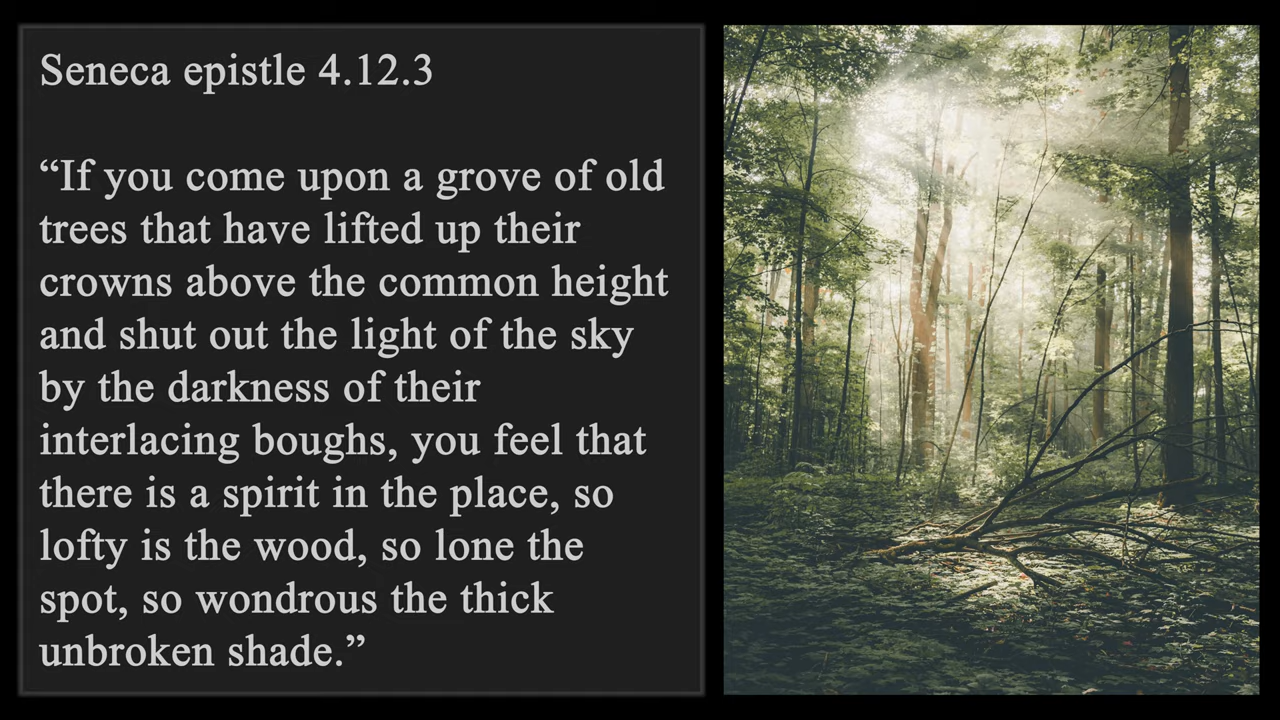 Seneca epistle 4.12.3
“If you come upon a grove of old
trees that have lifted up their
crowns above the common height
and shut out the light of the sky
by the darkness of their
interlacing boughs, you feel that
there is a spirit in the place, so
lofty is the wood, so lone the
spot, so wondrous the thick
unbroken shade.”